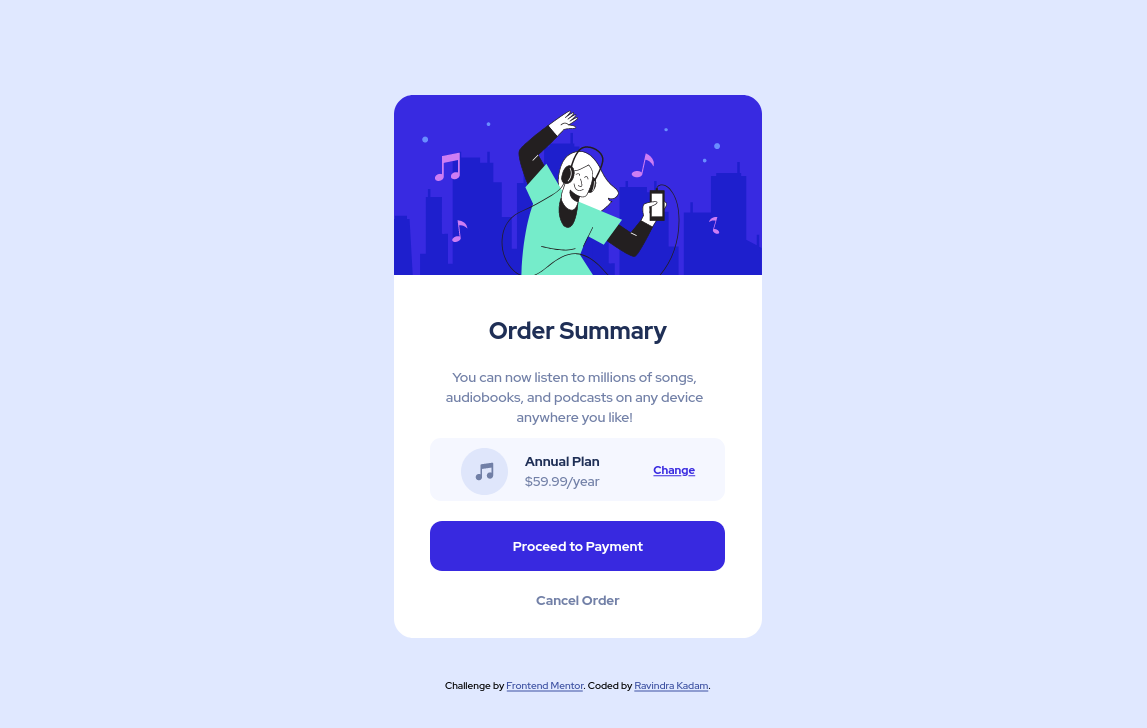 Order Summary
You can now listen to millions of songs,
audiobooks, and podcasts on any device
anywhere you like!
Annual Plan
$59.99/year
Change
Proceed to Payment
Cancel Order
Challenge by Frontend Mentor. Coded by Ravindra Kadam.